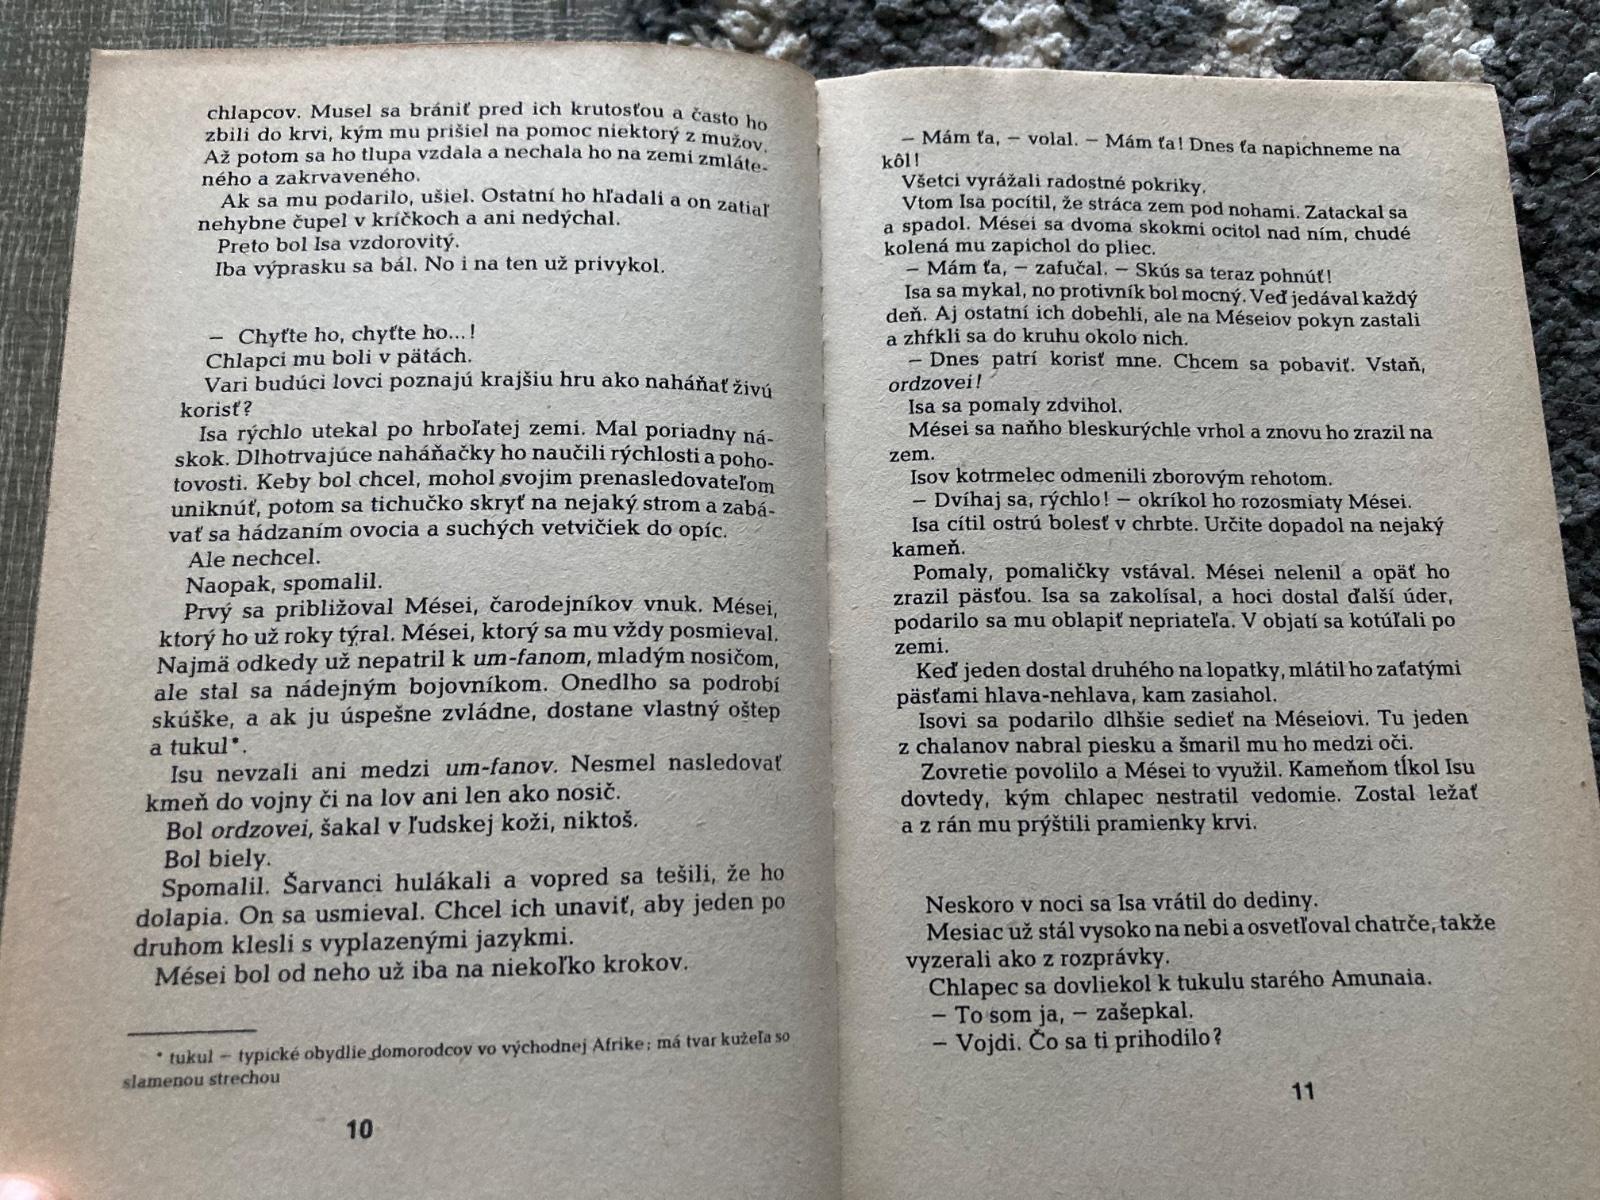 chlapcov. Musel sa brániť pred ich krutosťou a často ho
zbili do krvi, kým mu prišiel na pomoc niektorý z mužov.
Až potom sa ho tlupa vzdala a nechala ho na zemi zmláte-
ného a zakrvaveného.
Ak sa mu podarilo, ušiel. Ostatní ho hľadali a on zatiaľ
nehybne čupel v kríčkoch a ani nedýchal.
Preto bol Isa vzdorovitý.
Iba výprasku sa bál. No i na ten už privykol.
– Chyťte ho, chyťte ho...!
Chlapci mu boli v pätách.
Vari budúci lovci poznajú krajšiu hru ako naháňať živú
korisť?
Isa rýchlo utekal po hrboľatej zemi. Mal poriadny ná-
skok. Dlhotrvajúce naháňačky ho naučili rýchlosti a poho-
tovosti. Keby bol chcel, mohol svojim prenasledovateľom
uniknúť, potom sa tichučko skryť na nejaký strom a zabá-
vať sa hádzaním ovocia a suchých vetvičiek do opíc.
Ale nechcel.
Naopak, spomalil.
Prvý sa približoval Mései, čarodejníkov vnuk. Mései,
ktorý ho už roky týral. Mései, ktorý sa mu vždy posmieval.
Najmä odkedy už nepatril k um-fanom, mladým nosičom,
ale stal sa nádejným bojovníkom. Onedlho sa podrobí
skúške, a ak ju úspešne zvládne, dostane vlastný oštep
a tukul*.
Isu nevzali ani medzi um-fanov. Nesmel nasledovať
kmeň do vojny či na lov ani len ako nosič.
Bol ordzovei, šakal v ľudskej koži, niktoš.
Bol biely.
Spomalil. Šarvanci hulákali a vopred sa tešili, že ho
dolapia. On sa usmieval. Chcel ich unaviť, aby jeden po
druhom klesli s vyplazenými jazykmi.
Mései bol od neho už iba na niekoľko krokov.
* tukul – typické obydlie domorodcov vo východnej Afrike; má tvar kužeľa so
slamenou strechou
10
– Mám ťa, – volal. – Mám ťa! Dnes ťa napichneme na
kôl!
Všetci vyrážali radostné pokriky.
Vtom Isa pocítil, že stráca zem pod nohami. Zatackal sa
a spadol. Mései sa dvoma skokmi ocitol nad ním, chudé
kolená mu zapichol do pliec.
– Mám ťa, – zafučal. – Skús sa teraz pohnúť!
Isa sa mykal, no protivník bol mocný. Veď jedával každý
deň. Aj ostatní ich dobehli, ale na Méseiov pokyn zastali
a zhŕkli sa do kruhu okolo nich.
– Dnes patrí korisť mne. Chcem sa pobaviť. Vstaň,
ordzovei!
Isa sa pomaly zdvihol.
Mései sa naňho bleskurýchle vrhol a znovu ho zrazil na
zem.
Isov kotrmelec odmenili zborovým rehotom.
– Dvíhaj sa, rýchlo! – okríkol ho rozosmiaty Mései.
Isa cítil ostrú bolesť v chrbte. Určite dopadol na nejaký
kameň.
Pomaly, pomaličky vstával. Mései nelenil a opäť ho
zrazil päsťou. Isa sa zakolísal, a hoci dostal ďalší úder,
podarilo sa mu oblapiť nepriateľa. V objatí sa kotúľali po
zemi.
Keď jeden dostal druhého na lopatky, mlátil ho zaťatými
päsťami hlava-nehlava, kam zasiahol.
Isovi sa podarilo dlhšie sedieť na Méseiovi. Tu jeden
z chalanov nabral piesku a šmaril mu ho medzi oči.
Zovretie povolilo a Mései to využil. Kameňom tĺkol Isu
dovtedy, kým chlapec nestratil vedomie. Zostal ležať
a z rán mu prýštili pramienky krvi.
Neskoro v noci sa Isa vrátil do dediny.
Mesiac už stál vysoko na nebi a osvetľoval chatrče, takže
vyzerali ako z rozprávky.
Chlapec sa dovliekol k tukulu starého Amunaia.
– To som ja, – zašepkal.
– Vojdi. Čo sa ti prihodilo?
11